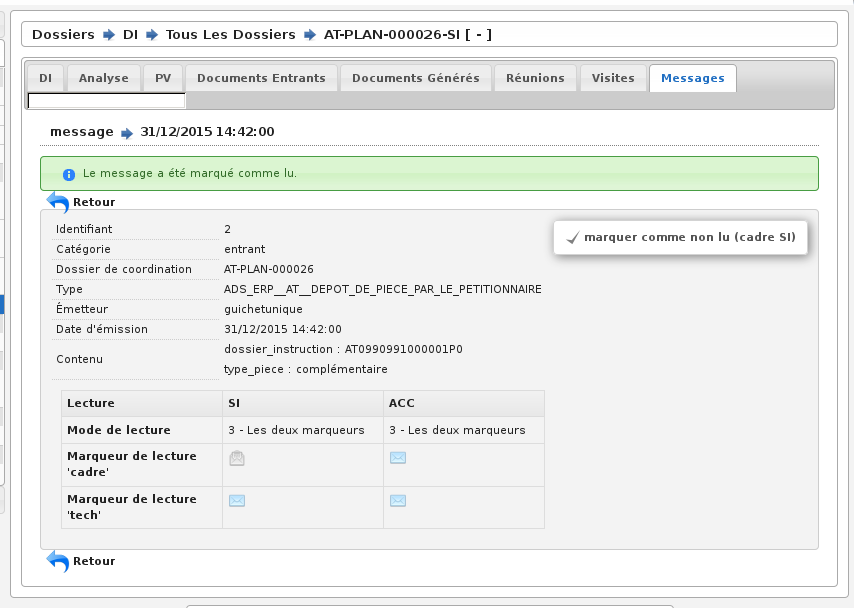 Dossiers DI Tous Les Dossiers AT-PLAN-000026-SI [ - ]
DI Analyse PV Documents Entrants Documents Générés Réunions Visites Messages
message 31/12/2015 14:42:00
Le message a été marqué comme lu.
Retour
marquer comme non lu (cadre SI)
Identifiant 2
Catégorie entrant
Dossier de coordination AT-PLAN-000026
Type ADS_ERP__AT__DEPOT_DE_PIECE_PAR_LE_PETITIONNAIRE
Émetteur guichetunique
Date d'émission 31/12/2015 14:42:00
Contenu dossier_instruction : AT0990991000001P0
type_piece : complémentaire
Lecture SI ACC
Mode de lecture 3 - Les deux marqueurs 3 - Les deux marqueurs
Marqueur de lecture
'cadre'
Marqueur de lecture
'tech'
Retour